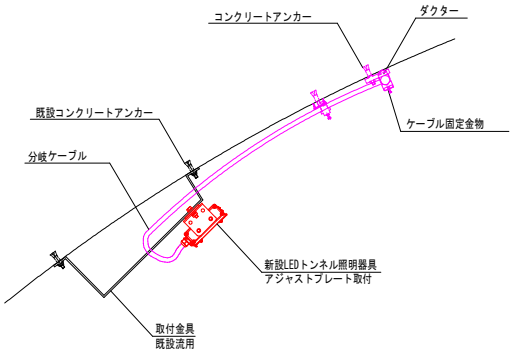 コンクリートアンカー
ダクター
既設コンクリートアンカー
ケーブル固定金物
分岐ケーブル
新設LEDトンネル照明器具
アジャストプレート取付
取付金具
既設流用